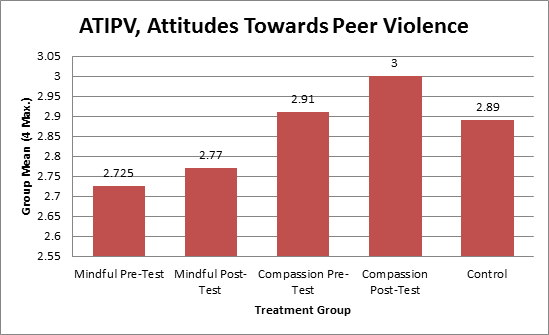 ATIPV, Attitudes Towards Peer Violence
3.05
3
2.95
2.9
2.85
2.8
2.75
2.7
2.65
2.6
2.55
Group Mean (4 Max.)
2.725
2.77
2.91
3
2.89
Mindful Pre-Test
Mindful Post-
Test
Compassion Pre-
Test
Compassion
Post-Test
Control
Treatment Group